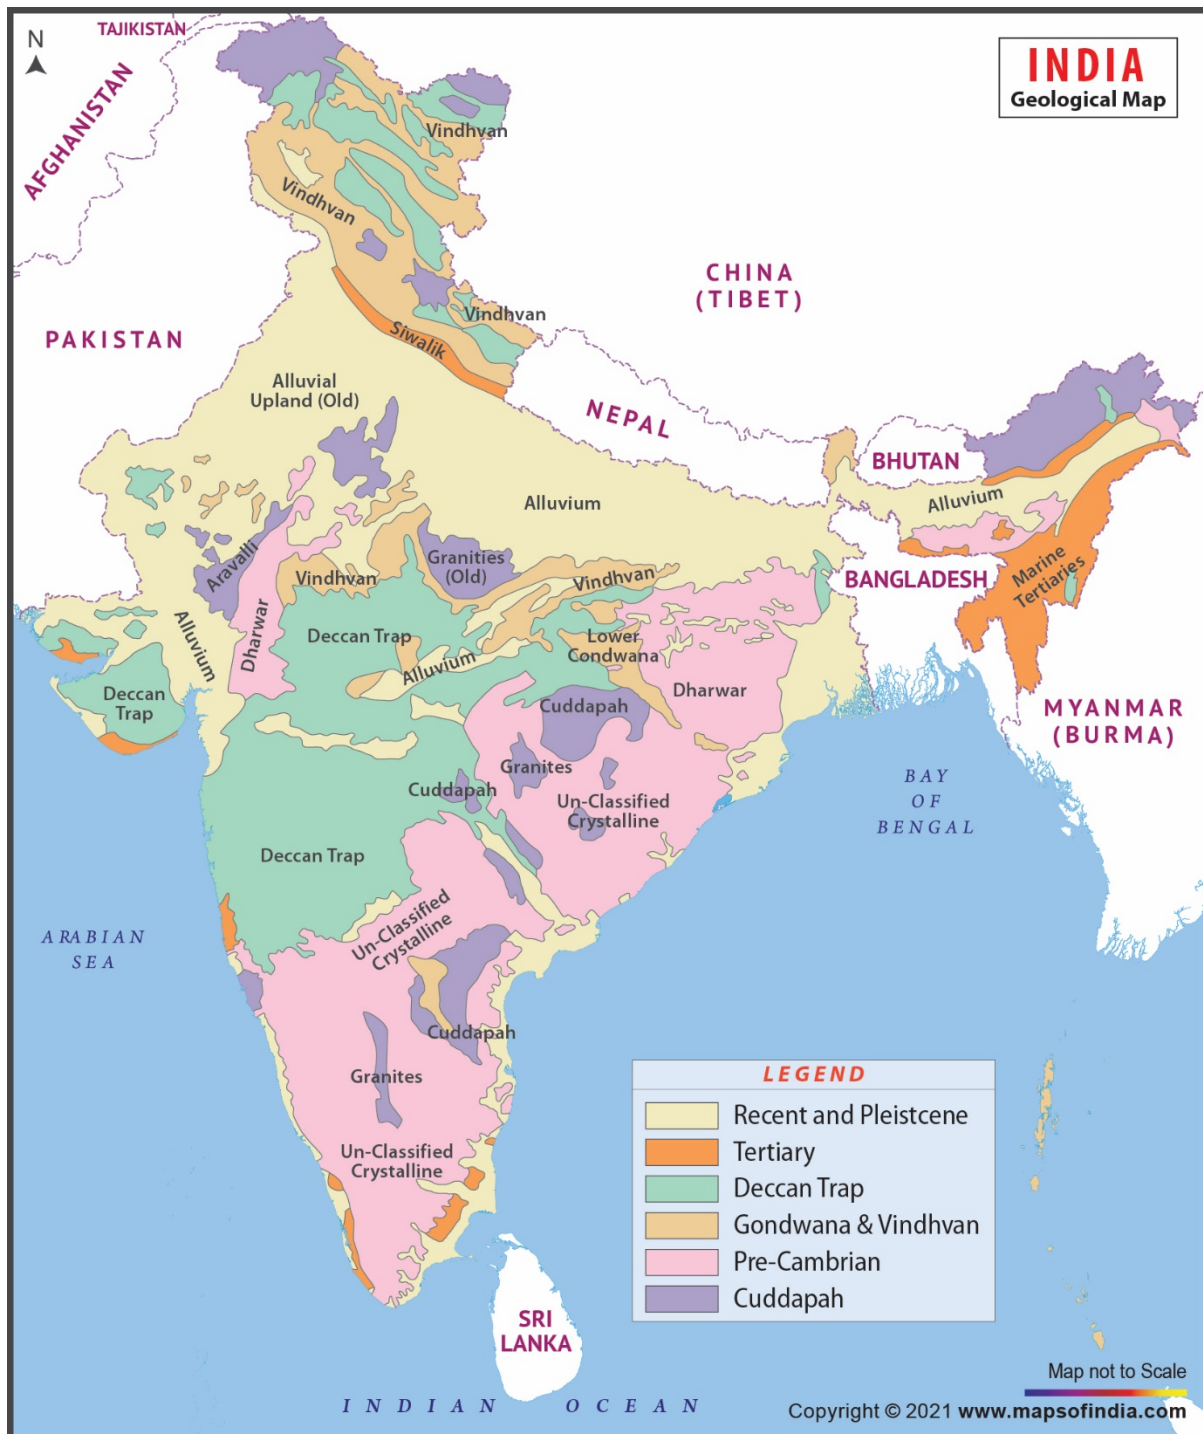 TAJIKISTAN
N
INDIA
Geological Map
AFGHANISTAN
Vindhvan
Vindhvan
CHINA
(TIBET)
Vindhvan
PAKISTAN
Siwalik
Alluvial
Upland (Old)
NEPAL
BHUTAN
Alluvium
Alluvium
Aravalli
Granities
(Old)
Vindhvan
Vindhvan
BANGLADESH
Marine
Tertiaries
Alluvium
Dharwar
Deccan Trap
Alluvium
Lower
Condwana
Dharwar
Deccan
Trap
Cuddapah
MYANMAR
(BURMA)
Granites
Cuddapah
Un-Classified
Crystalline
BAY
OF
BENGAL
Deccan Trap
Un-Classified
Crystalline
ARABIAN
SEA
Cuddapah
Granites
Un-Classified
Crystalline
LEGEND
Recent and Pleistcene
Tertiary
Deccan Trap
Gondwana & Vindhvan
Pre-Cambrian
Cuddapah
SRI
LANKA
Map not to Scale
INDIAN OCEAN
Copyright © 2021 www.mapsofindia.com